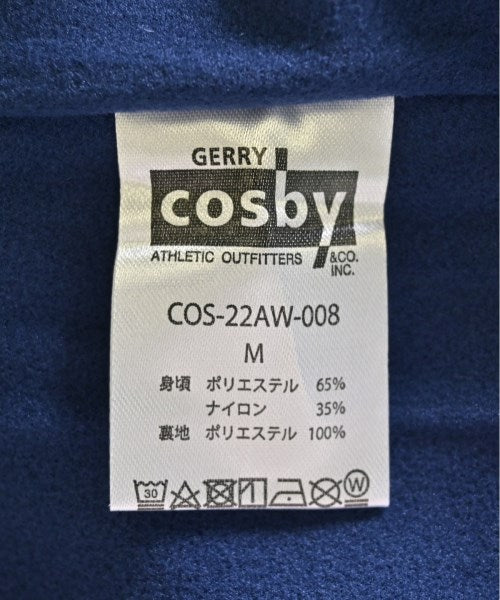 GERRY
cosby
ATHLETIC OUTFITTERS &CO. INC.
COS-22AW-008
M
身頃 ポリエステル 65%
ナイロン 35%
裏地 ポリエステル 100%
30 W